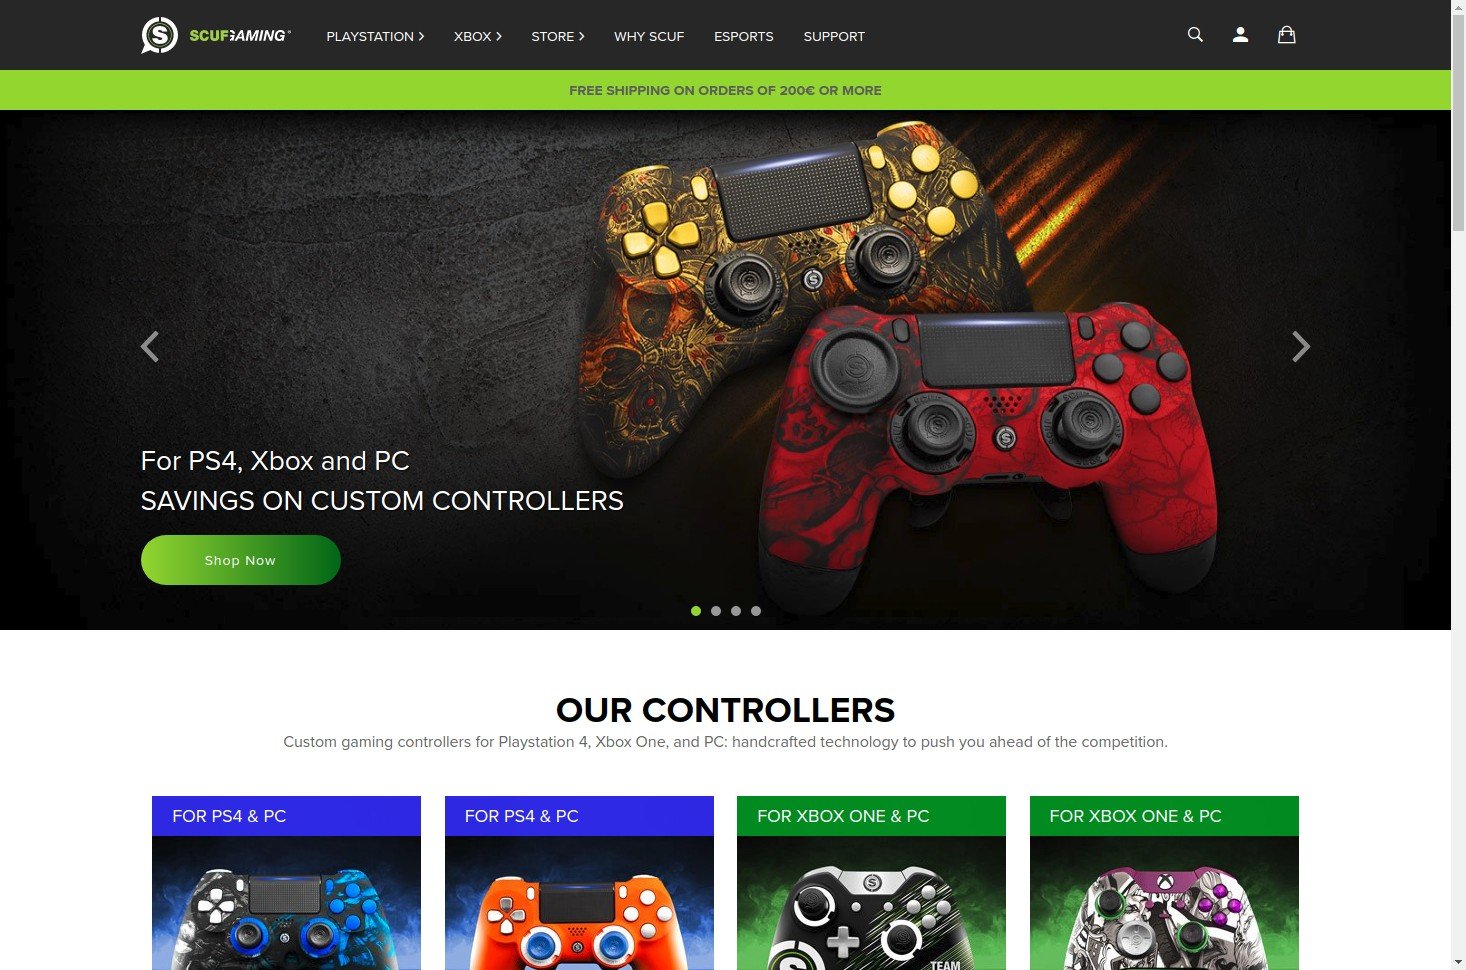 SCUFGAMING
PLAYSTATION
XBOX
STORE
WHY SCUF
ESPORTS
SUPPORT
FREE SHIPPING ON ORDERS OF 200€ OR MORE
For PS4, Xbox and PC
SAVINGS ON CUSTOM CONTROLLERS
Shop Now
OUR CONTROLLERS
Custom gaming controllers for Playstation 4, Xbox One, and PC: handcrafted technology to push you ahead of the competition.
FOR PS4 & PC
FOR PS4 & PC
FOR XBOX ONE & PC
FOR XBOX ONE & PC
TEAM